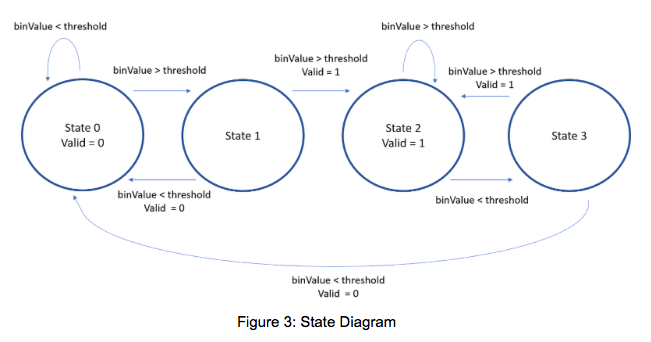 binValue < threshold
binValue > threshold
binValue > threshold
binValue > threshold
Valid = 1
binValue > threshold
Valid = 1
State 0
Valid = 0
State 1
State 2
Valid = 1
State 3
binValue < threshold
Valid = 0
binValue < threshold
binValue < threshold
Valid = 0
Figure 3: State Diagram